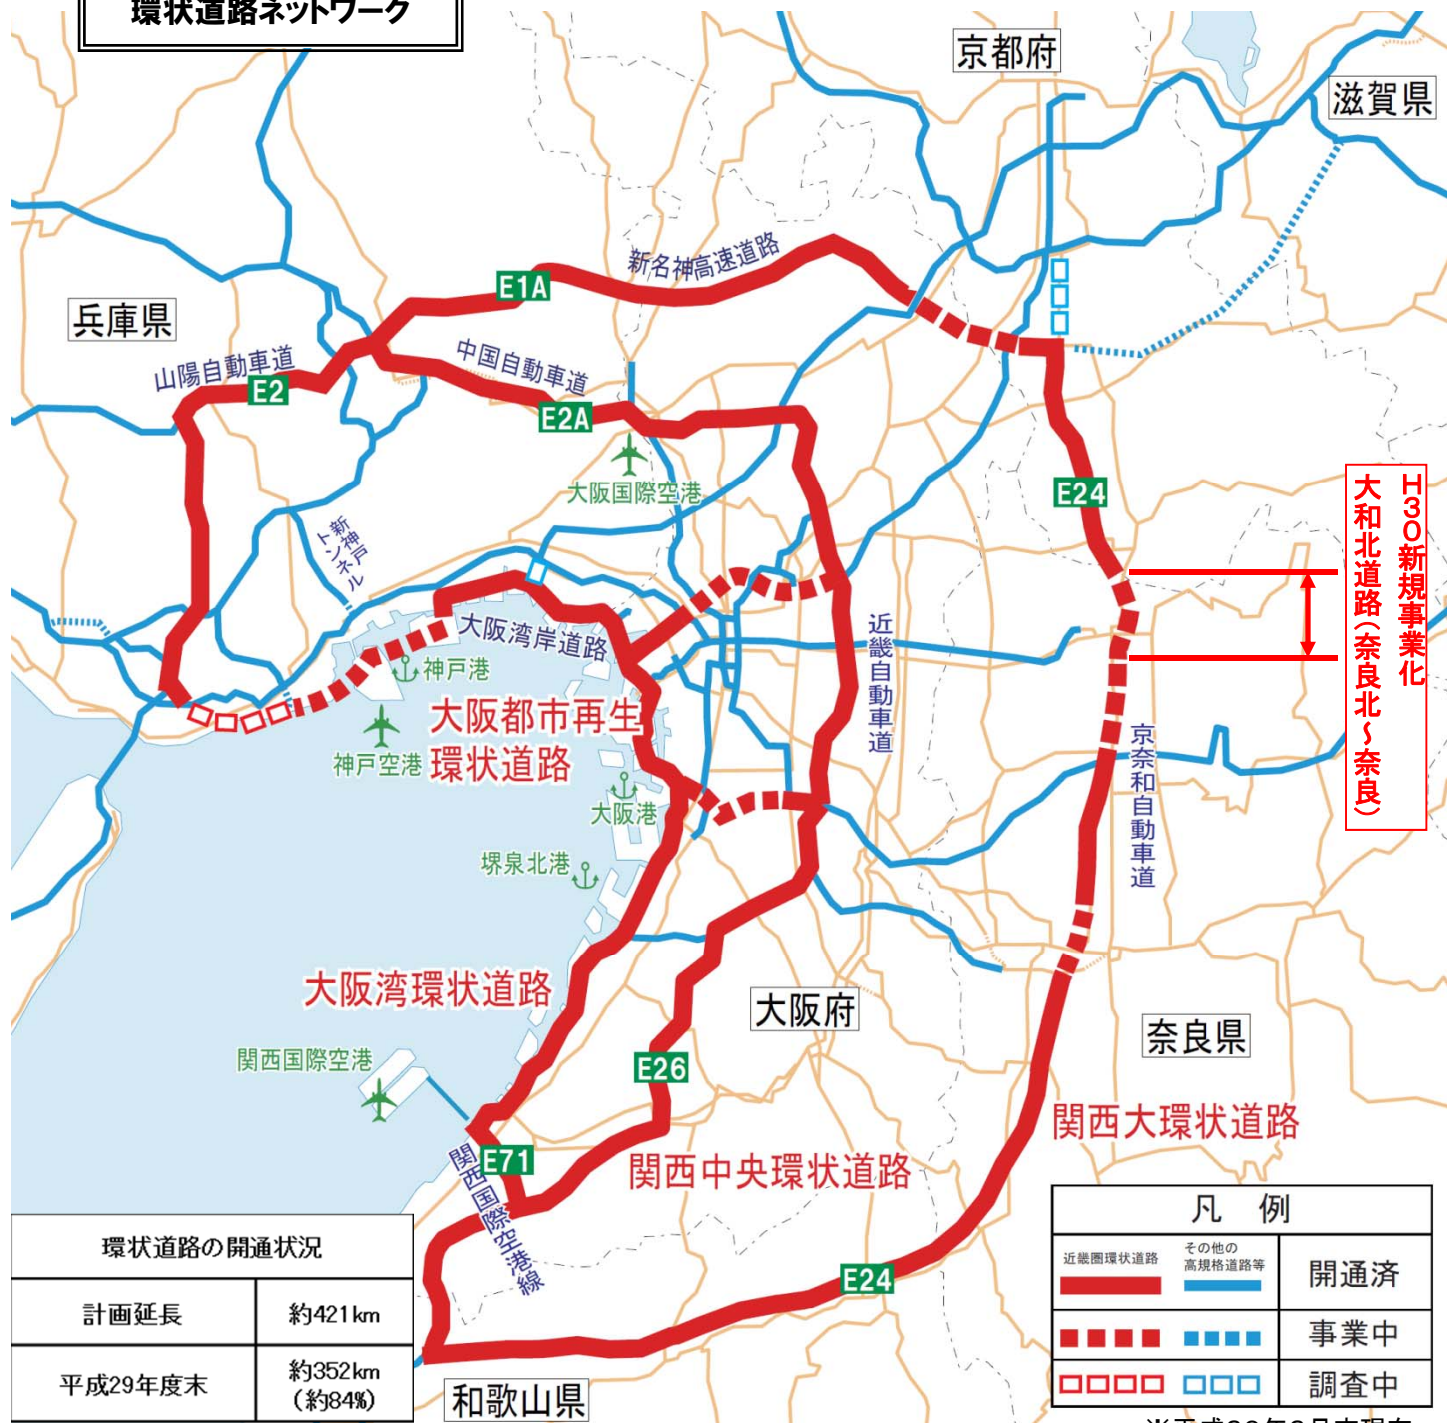 環状道路ネットワーク
京都府
滋賀県
新名神高速道路
E1A
兵庫県
山陽自動車道
E2
中国自動車道
E2A
大阪国際空港
E24
H30新規事業化
大和北道路(奈良北~奈良)
新神戸
トンネル
大阪湾岸道路
神戸港
近畿自動車道
大阪都市再生
環状道路
神戸空港
京奈和自動車道
大阪港
堺泉北港
大阪湾環状道路
大阪府
奈良県
関西国際空港
E26
関西大環状道路
E71
関西中央環状道路
関西国際空港線
E24
和歌山県
環状道路の開通状況
計画延長 約421km
平成29年度末 約352km
(約84%)
凡 例
近畿圏環状道路 その他の
高規格道路等 開通済
事業中
調査中